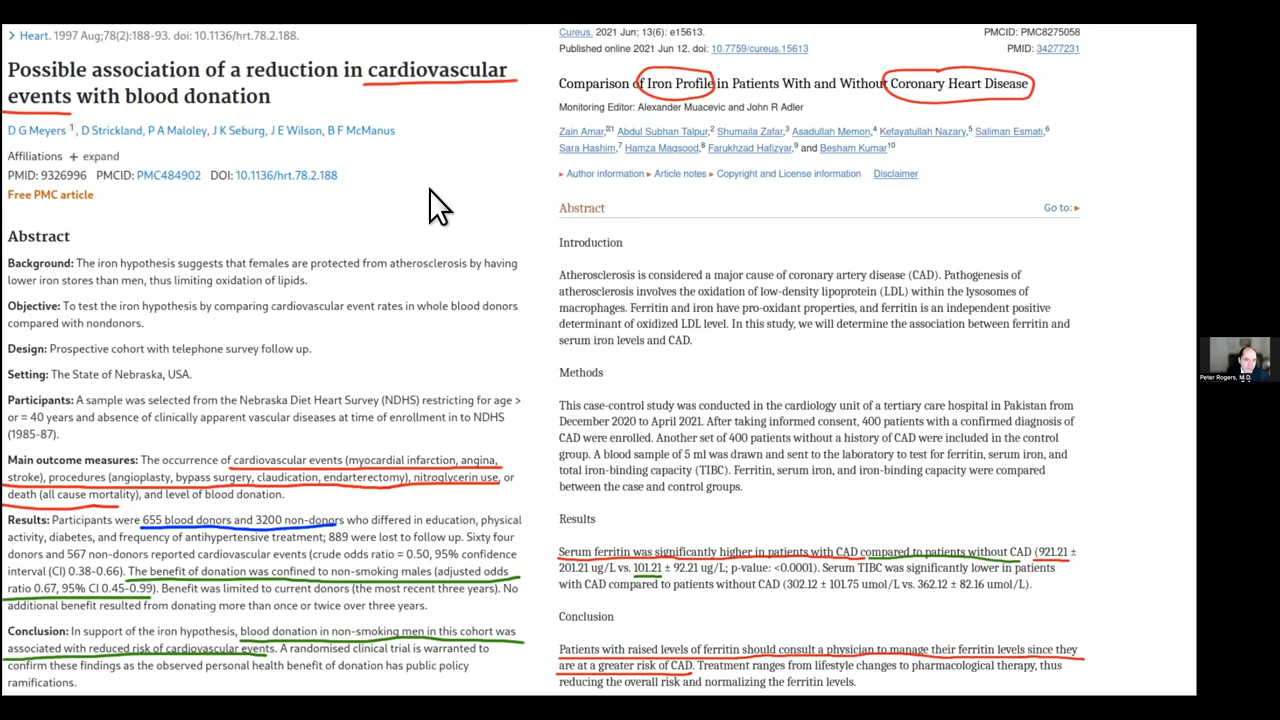 > Heart. 1997 Aug;78(2):188-93. doi: 10.1136/hrt.78.2.188.
Possible association of a reduction in cardiovascular
events with blood donation
D G Meyers 1, D Strickland, P A Maloley, J K Seburg, J E Wilson, B F McManus
Affiliations + expand
PMID: 9326996 PMCID: PMC484902 DOI: 10.1136/hrt.78.2.188
Free PMC article
Abstract
Background: The iron hypothesis suggests that females are protected from atherosclerosis by having
lower iron stores than men, thus limiting oxidation of lipids.
Objective: To test the iron hypothesis by comparing cardiovascular event rates in whole blood donors
compared with nondonors.
Design: Prospective cohort with telephone survey follow up.
Setting: The State of Nebraska, USA.
Participants: A sample was selected from the Nebraska Diet Heart Survey (NDHS) restricting for age >
or = 40 years and absence of clinically apparent vascular diseases at time of enrollment in to NDHS
(1985-87).
Main outcome measures: The occurrence of cardiovascular events (myocardial infarction, angina,
stroke), procedures (angioplasty, bypass surgery, claudication, endarterectomy), nitroglycerin use, or
death (all cause mortality), and level of blood donation.
Results: Participants were 655 blood donors and 3200 non-donors who differed in education, physical
activity, diabetes, and frequency of antihypertensive treatment; 889 were lost to follow up. Sixty four
donors and 567 non-donors reported cardiovascular events (crude odds ratio = 0.50, 95% confidence
interval (CI) 0.38-0.66). The benefit of donation was confined to non-smoking males (adjusted odds
ratio 0.67, 95% CI 0.45-0.99). Benefit was limited to current donors (the most recent three years). No
additional benefit resulted from donating more than once or twice over three years.
Conclusion: In support of the iron hypothesis, blood donation in non-smoking men in this cohort was
associated with reduced risk of cardiovascular events. A randomised clinical trial is warranted to
confirm these findings as the observed personal health benefit of donation has public policy
ramifications.
Cureus. 2021 Jun; 13(6): e15613. PMCID: PMC8275058
Published online 2021 Jun 12. doi: 10.7759/cureus.15613 PMID: 34277231
Comparison of Iron Profile in Patients With and Without Coronary Heart Disease
Monitoring Editor: Alexander Muacevic and John R Adler
Zain Amar,1 Abdul Subhan Talpur,2 Shumaila Zafar,3 Asadullah Memon,4 Kefayatullah Nazary,5 Saliman Esmati,6
Sara Hashim,7 Hamza Maqsood,8 Farukhzad Hafizyar,9 and Besham Kumar10
▸ Author information ▸ Article notes ▸ Copyright and License information Disclaimer
Abstract Go to: ▸
Introduction
Atherosclerosis is considered a major cause of coronary artery disease (CAD). Pathogenesis of
atherosclerosis involves the oxidation of low-density lipoprotein (LDL) within the lysosomes of
macrophages. Ferritin and iron have pro-oxidant properties, and ferritin is an independent positive
determinant of oxidized LDL level. In this study, we will determine the association between ferritin and
serum iron levels and CAD.
Methods
This case-control study was conducted in the cardiology unit of a tertiary care hospital in Pakistan from
December 2020 to April 2021. After taking informed consent, 400 patients with a confirmed diagnosis of
CAD were enrolled. Another set of 400 patients without a history of CAD were included in the control
group. A blood sample of 5 ml was drawn and sent to the laboratory to test for ferritin, serum iron, and
total iron-binding capacity (TIBC). Ferritin, serum iron, and iron-binding capacity were compared
between the case and control groups.
Results
Serum ferritin was significantly higher in patients with CAD compared to patients without CAD (921.21 ±
201.21 ug/L vs. 101.21 ± 92.21 ug/L; p-value: <0.0001). Serum TIBC was significantly lower in patients
with CAD compared to patients without CAD (302.12 ± 101.75 umol/L vs. 362.12 ± 82.16 umol/L).
Conclusion
Patients with raised levels of ferritin should consult a physician to manage their ferritin levels since they
are at a greater risk of CAD. Treatment ranges from lifestyle changes to pharmacological therapy, thus
reducing the overall risk and normalizing the ferritin levels.
Peter Rogers, M.D.